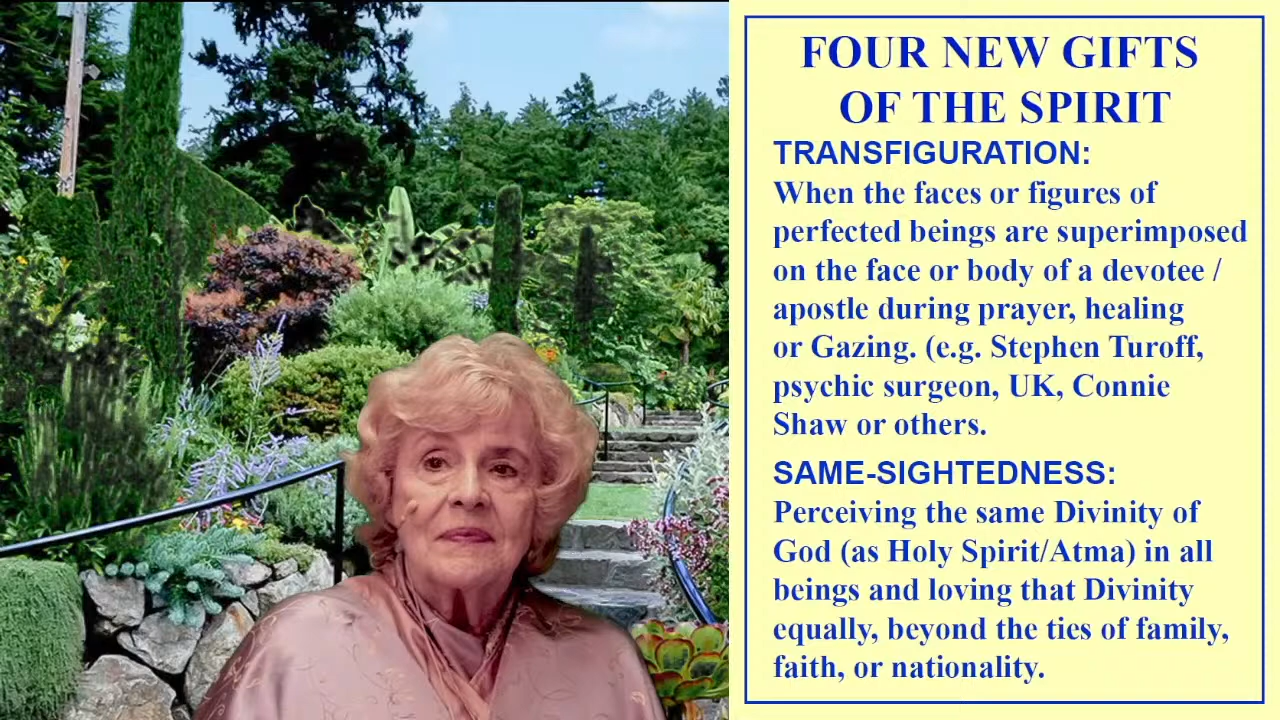 FOUR NEW GIFTS
OF THE SPIRIT
TRANSFIGURATION:
When the faces or figures of
perfected beings are superimposed
on the face or body of a devotee /
apostle during prayer, healing
or Gazing. (e.g. Stephen Turoff,
psychic surgeon, UK, Connie
Shaw or others.
SAME-SIGHTEDNESS:
Perceiving the same Divinity of
God (as Holy Spirit/Atma) in all
beings and loving that Divinity
equally, beyond the ties of family,
faith, or nationality.